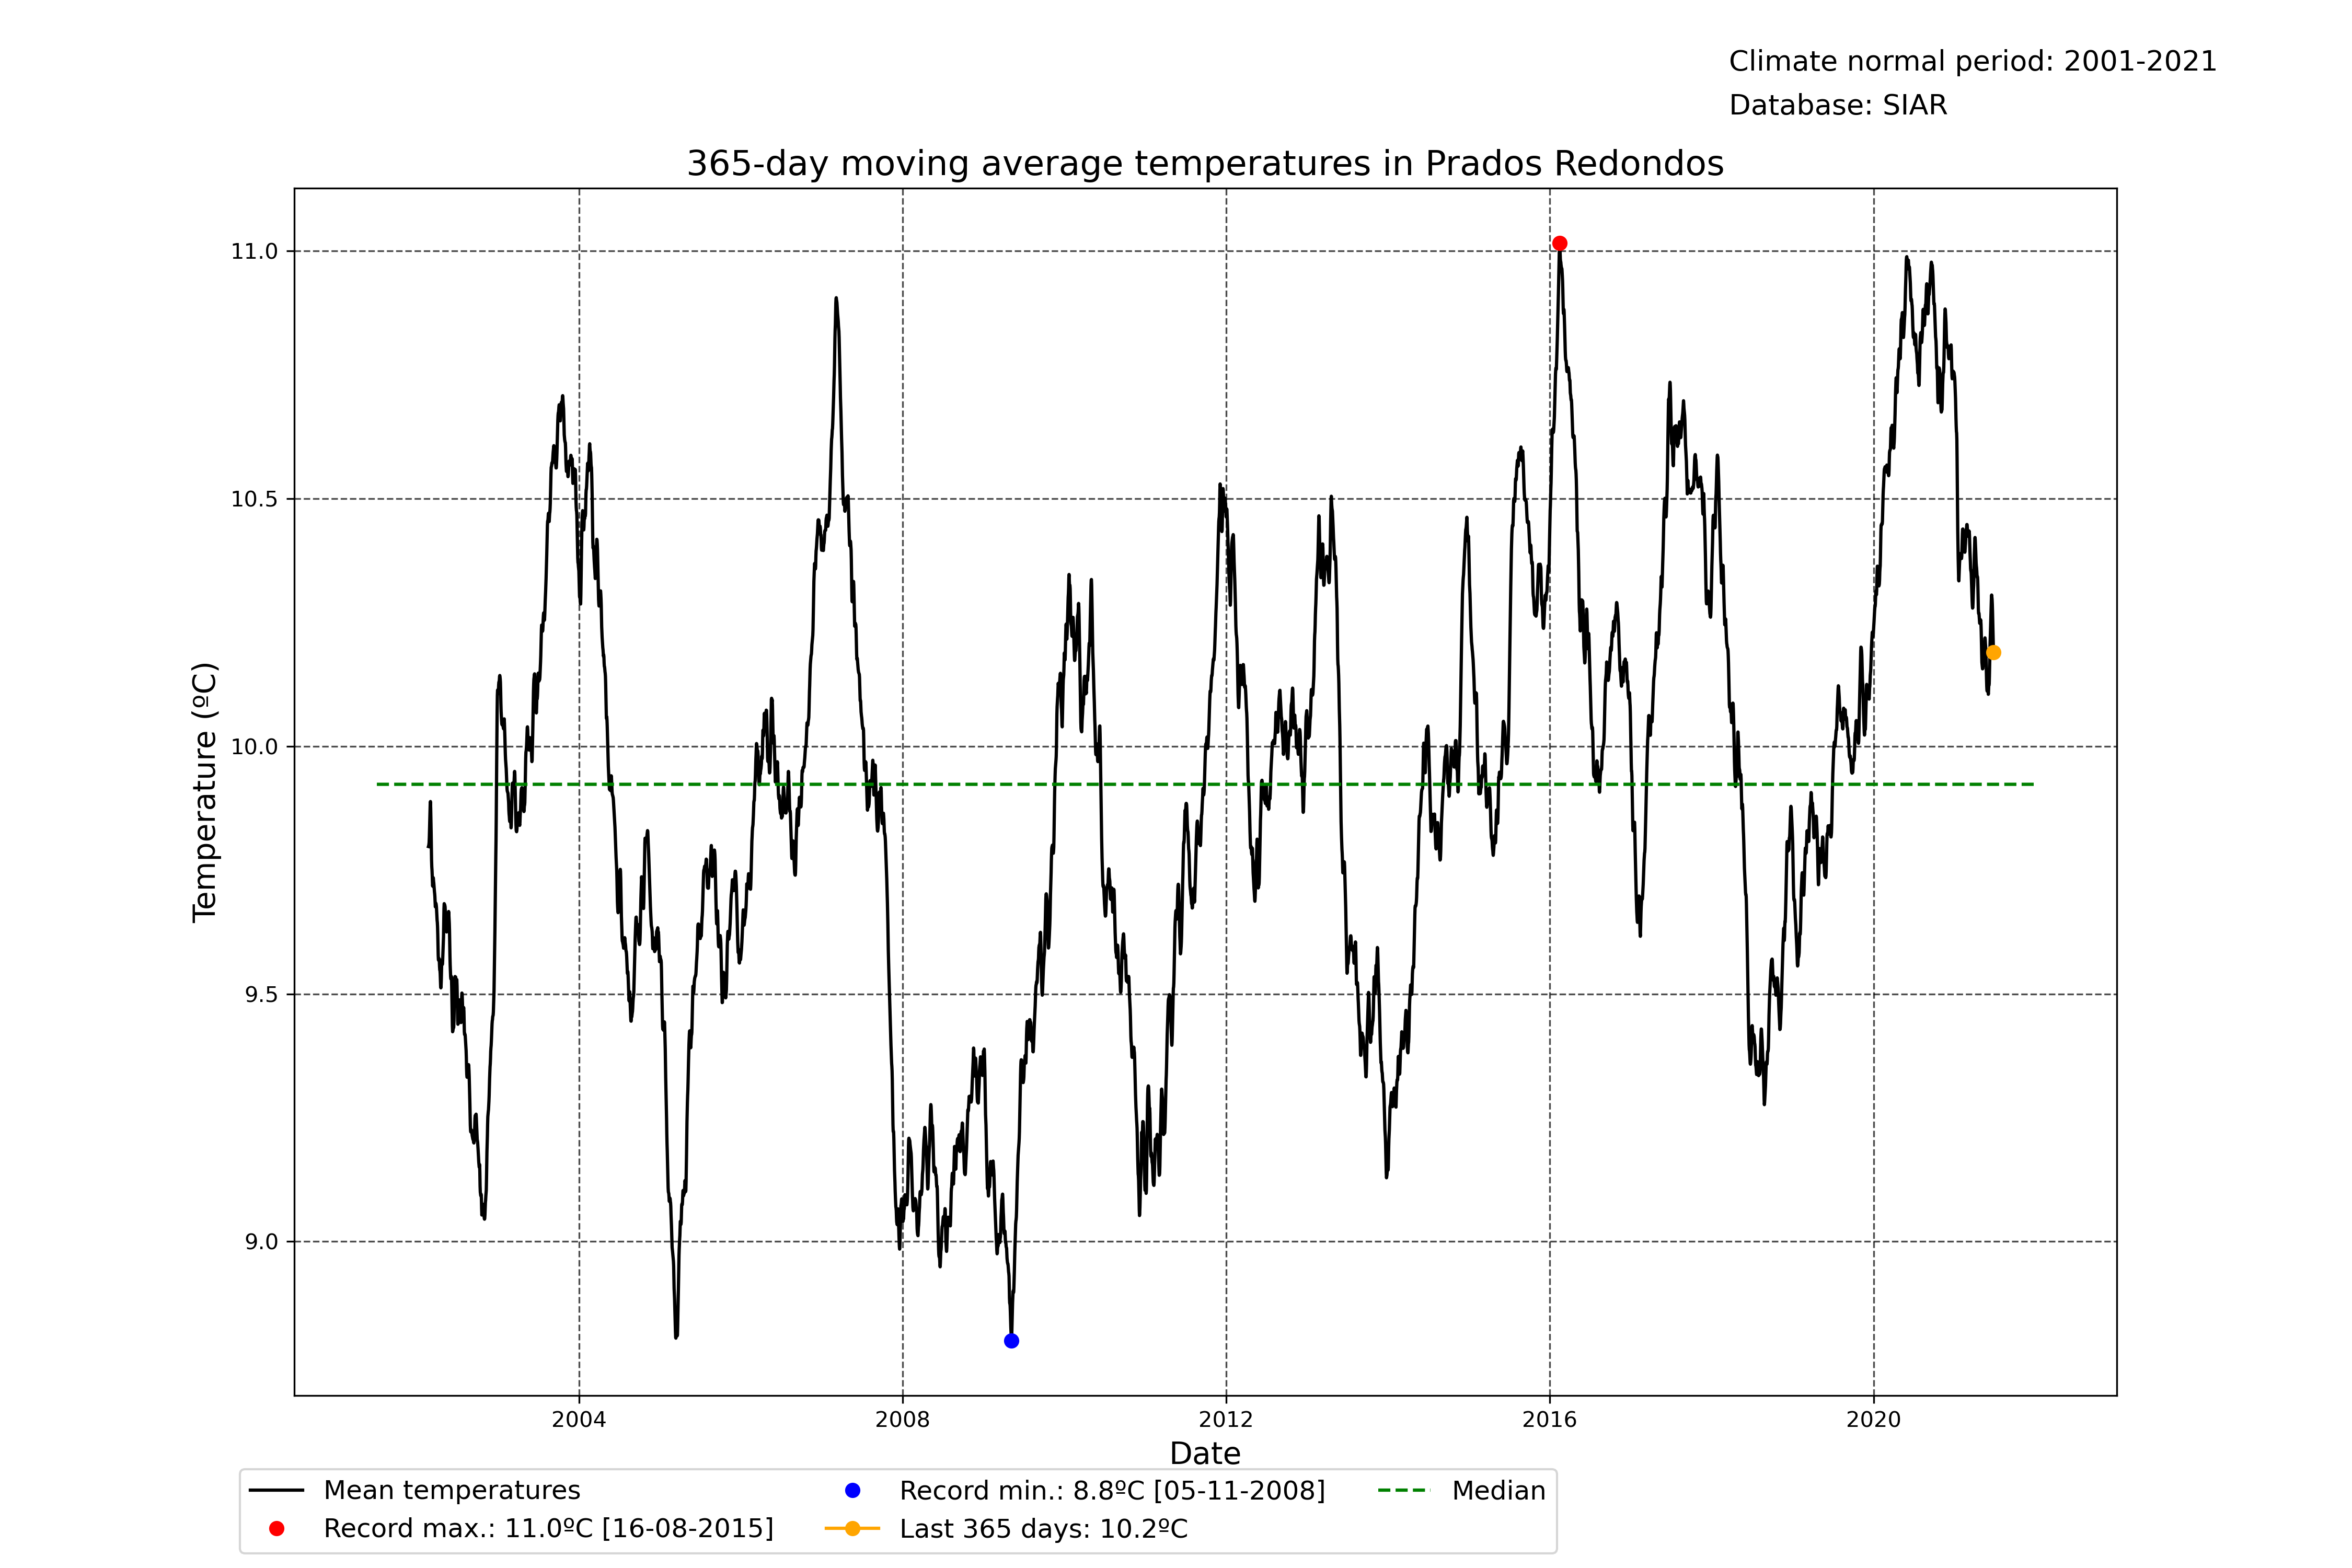 Climate normal period: 2001-2021
Database: SIAR
365-day moving average temperatures in Prados Redondos
11.0
10.5
10.0
9.5
9.0
Temperature (ºC)
2004 2008 2012 2016 2020
Date
Mean temperatures
Record max.: 11.0ºC [16-08-2015]
Record min.: 8.8ºC [05-11-2008]
Last 365 days: 10.2ºC
Median